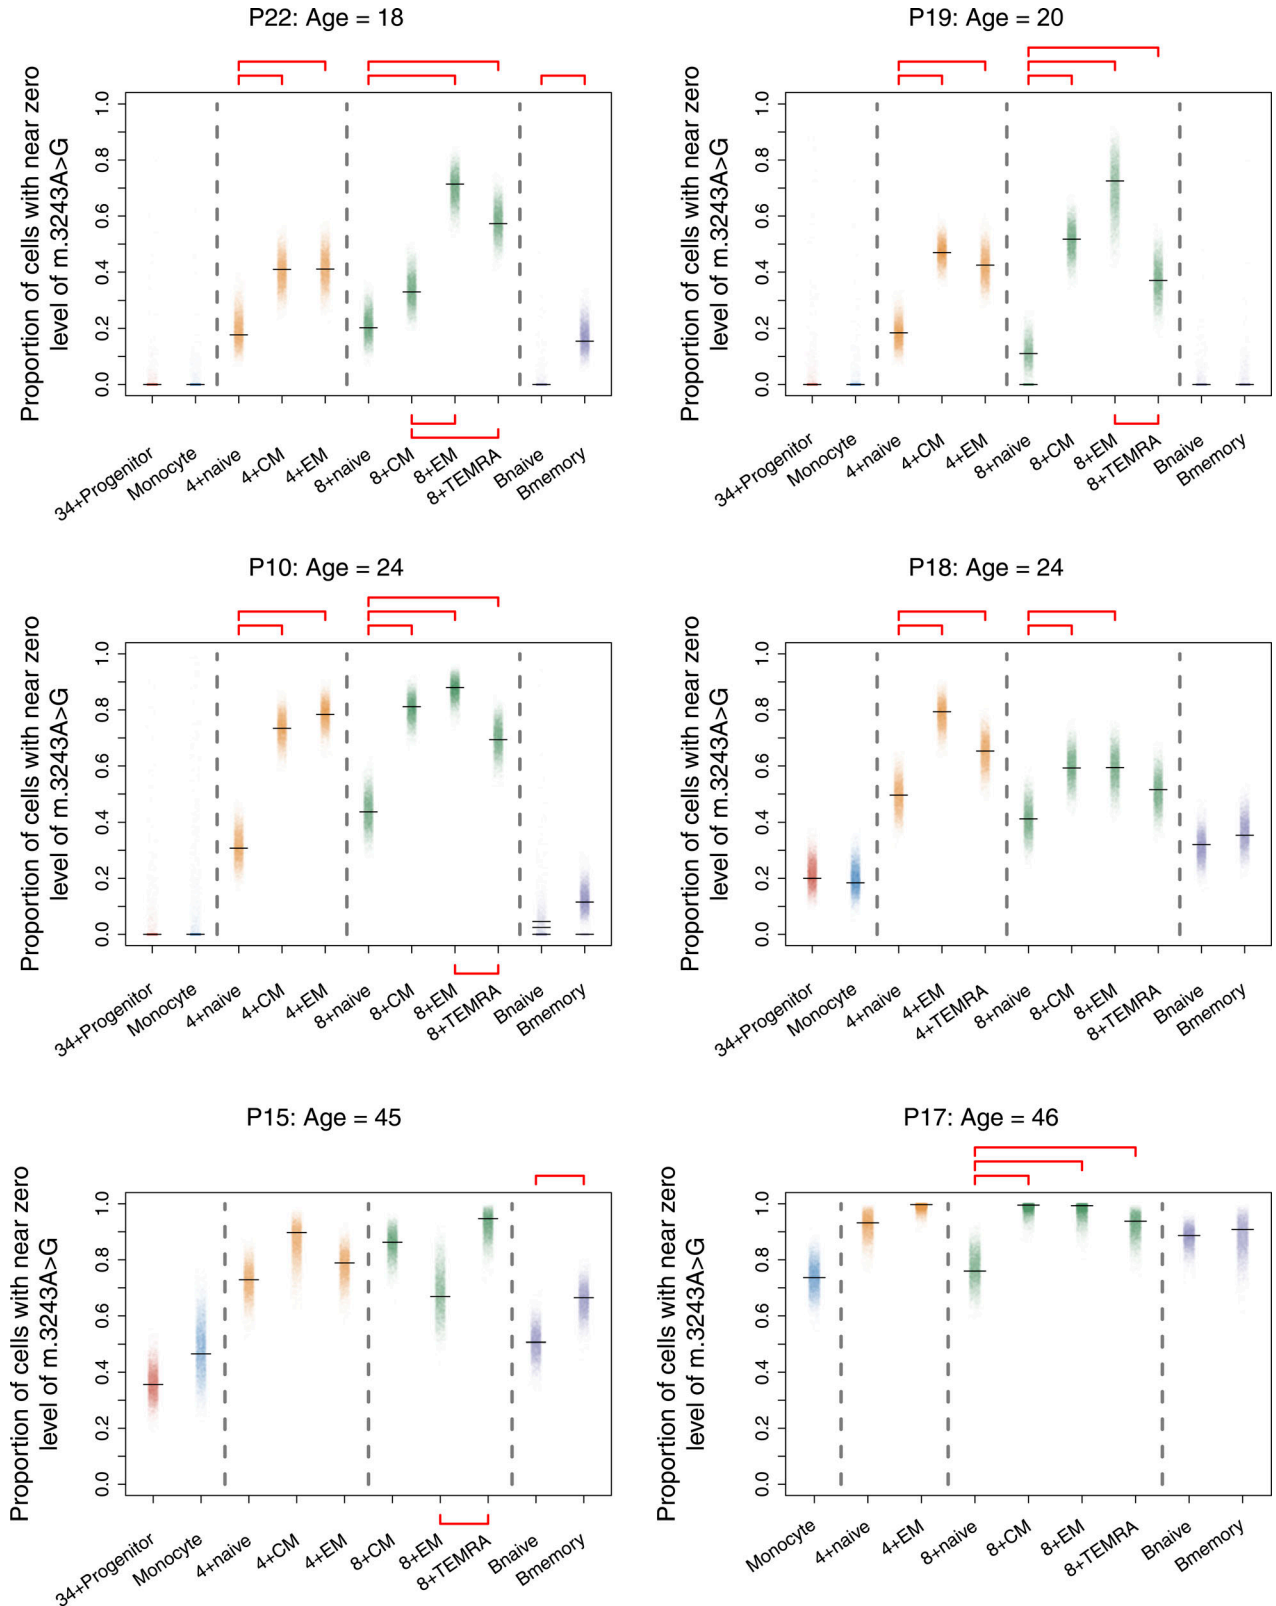 P22: Age = 18
Proportion of cells with near zero
level of m.3243A>G
1.0
0.8
0.6
0.4
0.2
0.0
34+Progenitor
Monocyte
4+naive
4+CM
4+EM
8+naive
8+CM
8+EM
8+TEMRA
Bnaive
Bmemory
P19: Age = 20
Proportion of cells with near zero
level of m.3243A>G
1.0
0.8
0.6
0.4
0.2
0.0
34+Progenitor
Monocyte
4+naive
4+CM
4+EM
8+naive
8+CM
8+EM
8+TEMRA
Bnaive
Bmemory
P10: Age = 24
Proportion of cells with near zero
level of m.3243A>G
1.0
0.8
0.6
0.4
0.2
0.0
34+Progenitor
Monocyte
4+naive
4+CM
4+EM
8+naive
8+CM
8+EM
8+TEMRA
Bnaive
Bmemory
P18: Age = 24
Proportion of cells with near zero
level of m.3243A>G
1.0
0.8
0.6
0.4
0.2
0.0
34+Progenitor
Monocyte
4+naive
4+EM
4+TEMRA
8+naive
8+CM
8+EM
8+TEMRA
Bnaive
Bmemory
P15: Age = 45
Proportion of cells with near zero
level of m.3243A>G
1.0
0.8
0.6
0.4
0.2
0.0
34+Progenitor
Monocyte
4+naive
4+CM
4+EM
8+CM
8+EM
8+TEMRA
Bnaive
Bmemory
P17: Age = 46
Proportion of cells with near zero
level of m.3243A>G
1.0
0.8
0.6
0.4
0.2
0.0
Monocyte
4+naive
4+EM
8+naive
8+CM
8+EM
8+TEMRA
Bnaive
Bmemory